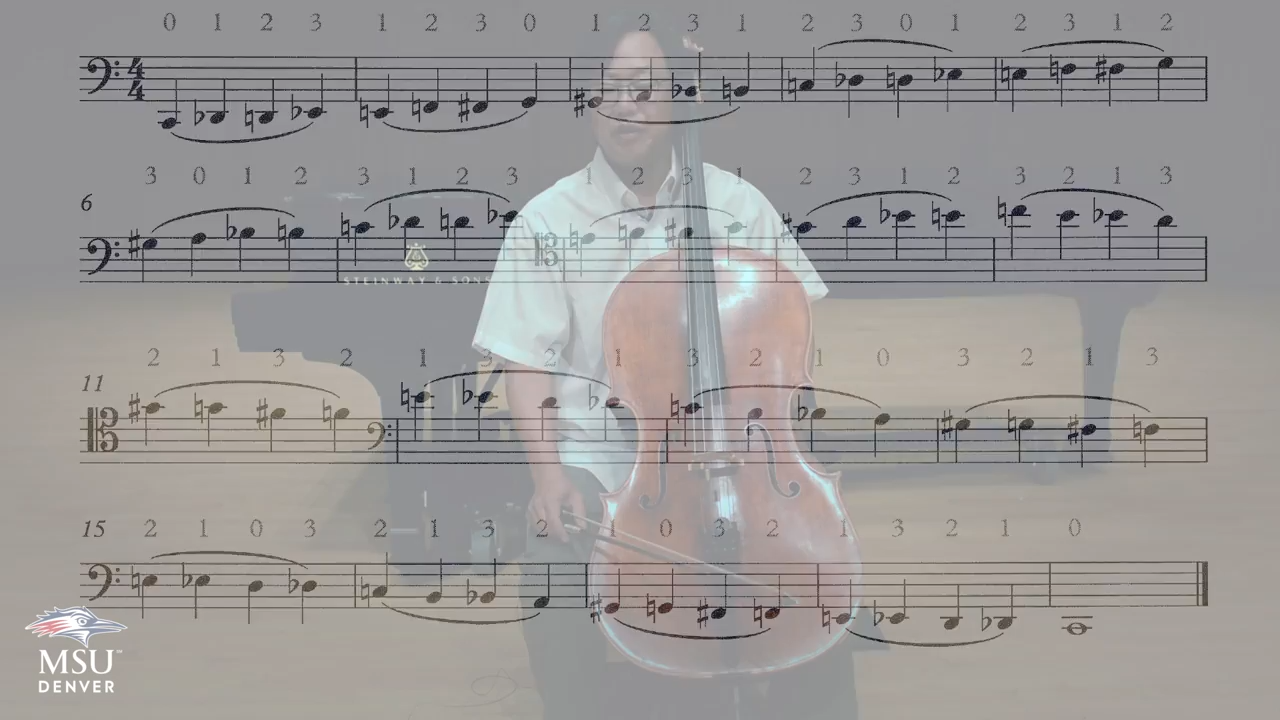 0 1 2 3 1 2 3 0 1 2 3 1 2 3 0 1 2 3 1 2
4
4
3 0 1 2 3 1 2 3 1 2 3 1 2 3 1 2 3 2 1 3
6
STEINWAY & SONS
2 1 3 2 1 3 2 1 3 2 1 0 3 2 1 3
11
15 2 1 0 3 2 1 3 2 1 0 3 2 1 3 2 1 0
MSU™
DENVER